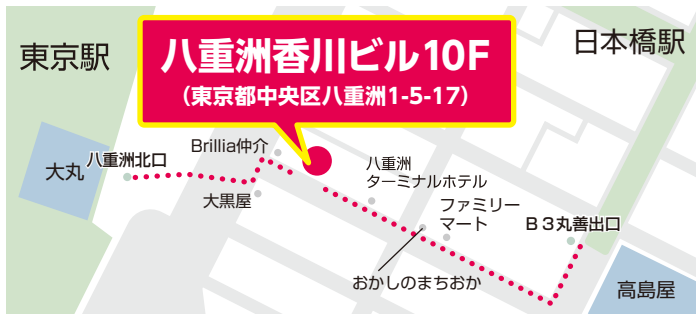 東京駅
八重洲香川ビル10F
（東京都中央区八重洲1-5-17）
日本橋駅
Brillia仲介
八重洲北口
大丸
大黒屋
八重洲
ターミナルホテル
ファミリー
マート
B3丸善出口
おかしのまちおか
高島屋